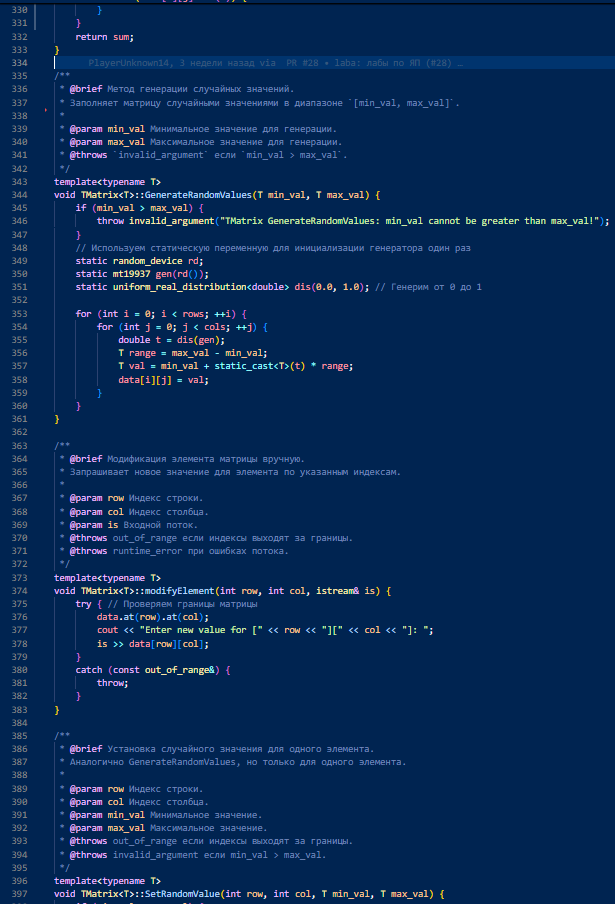 330 }
331 }
332 return sum;
333 }
334 PlayerUnknown14, 3 недели назад via PR #28 • laba: лабы по ЯП (#28) …
335 /**
336 * @brief Метод генерации случайных значений.
337 * Заполняет матрицу случайными значениями в диапазоне `[min_val, max_val]`.
338 *
339 * @param min_val Минимальное значение для генерации.
340 * @param max_val Максимальное значение для генерации.
341 * @throws `invalid_argument` если `min_val > max_val`.
342 */
343 template<typename T>
344 void TMatrix<T>::GenerateRandomValues(T min_val, T max_val) {
345 if (min_val > max_val) {
346 throw invalid_argument("TMatrix GenerateRandomValues: min_val cannot be greater than max_val!");
347 }
348 // Используем статическую переменную для инициализации генератора один раз
349 static random_device rd;
350 static mt19937 gen(rd());
351 static uniform_real_distribution<double> dis(0.0, 1.0); // Генерим от 0 до 1
352
353 for (int i = 0; i < rows; ++i) {
354 for (int j = 0; j < cols; ++j) {
355 double t = dis(gen);
356 T range = max_val - min_val;
357 T val = min_val + static_cast<T>(t) * range;
358 data[i][j] = val;
359 }
360 }
361 }
362
363 /**
364 * @brief Модификация элемента матрицы вручную.
365 * Запрашивает новое значение для элемента по указанным индексам.
366 *
367 * @param row Индекс строки.
368 * @param col Индекс столбца.
369 * @param is Входной поток.
370 * @throws out_of_range если индексы выходят за границы.
371 * @throws runtime_error при ошибках потока.
372 */
373 template<typename T>
374 void TMatrix<T>::modifyElement(int row, int col, istream& is) {
375 try { // Проверяем границы матрицы
376 data.at(row).at(col);
377 cout << "Enter new value for [" << row << "][" << col << "]: ";
378 is >> data[row][col];
379 }
380 catch (const out_of_range&) {
381 throw;
382 }
383 }
384
385 /**
386 * @brief Установка случайного значения для одного элемента.
387 * Аналогично GenerateRandomValues, но только для одного элемента.
388 *
389 * @param row Индекс строки.
390 * @param col Индекс столбца.
391 * @param min_val Минимальное значение.
392 * @param max_val Максимальное значение.
393 * @throws out_of_range если индексы выходят за границы.
394 * @throws invalid_argument если min_val > max_val.
395 */
396 template<typename T>
397 void TMatrix<T>::SetRandomValue(int row, int col, T min_val, T max_val) {